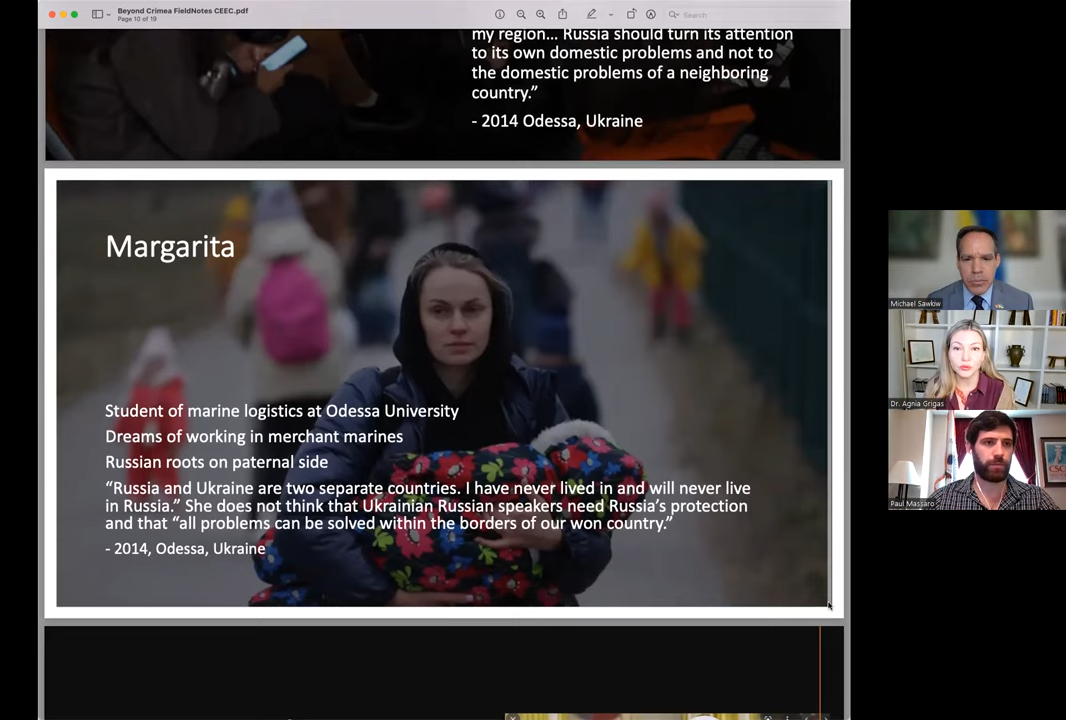 Beyond Crimea FieldNotes CEEC.pdf
Page 10 of 19
Search
my region... Russia should turn its attention
to its own domestic problems and not to
the domestic problems of a neighboring
country.”
- 2014 Odessa, Ukraine
Margarita
Student of marine logistics at Odessa University
Dreams of working in merchant marines
Russian roots on paternal side
“Russia and Ukraine are two separate countries. I have never lived in and will never live
in Russia.” She does not think that Ukrainian Russian speakers need Russia’s protection
and that “all problems can be solved within the borders of our won country.”
- 2014, Odessa, Ukraine
Michael Sawkiw
Dr. Agnia Grigas
Paul Massaro
CSC